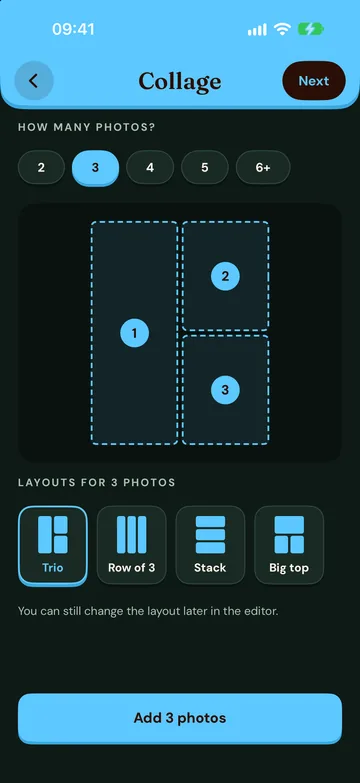 09:41
Collage
Next
HOW MANY PHOTOS?
2
3
4
5
6+
1
2
3
LAYOUTS FOR 3 PHOTOS
Trio
Row of 3
Stack
Big top
You can still change the layout later in the editor.
Add 3 photos